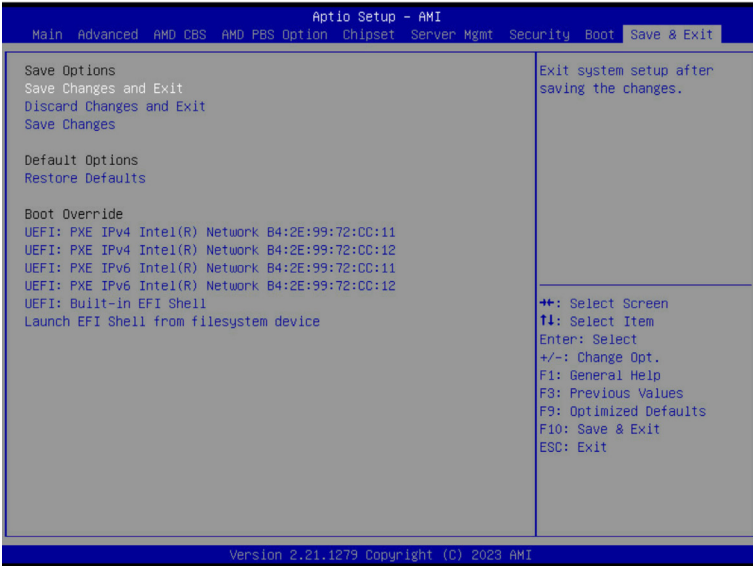 Aptio Setup - AMI
Main Advanced AMD CBS AMD PBS Option Chipset Server Mgmt Security Boot Save & Exit
Save Options
Save Changes and Exit
Discard Changes and Exit
Save Changes
Default Options
Restore Defaults
Boot Override
UEFI: PXE IPv4 Intel(R) Network B4:2E:99:72:CC:11
UEFI: PXE IPv4 Intel(R) Network B4:2E:99:72:CC:12
UEFI: PXE IPv6 Intel(R) Network B4:2E:99:72:CC:11
UEFI: PXE IPv6 Intel(R) Network B4:2E:99:72:CC:12
UEFI: Built-in EFI Shell
Launch EFI Shell from filesystem device
Exit system setup after
saving the changes.
→←: Select Screen
↑↓: Select Item
Enter: Select
+/-: Change Opt.
F1: General Help
F3: Previous Values
F9: Optimized Defaults
F10: Save & Exit
ESC: Exit
Version 2.21.1279 Copyright (C) 2023 AMI